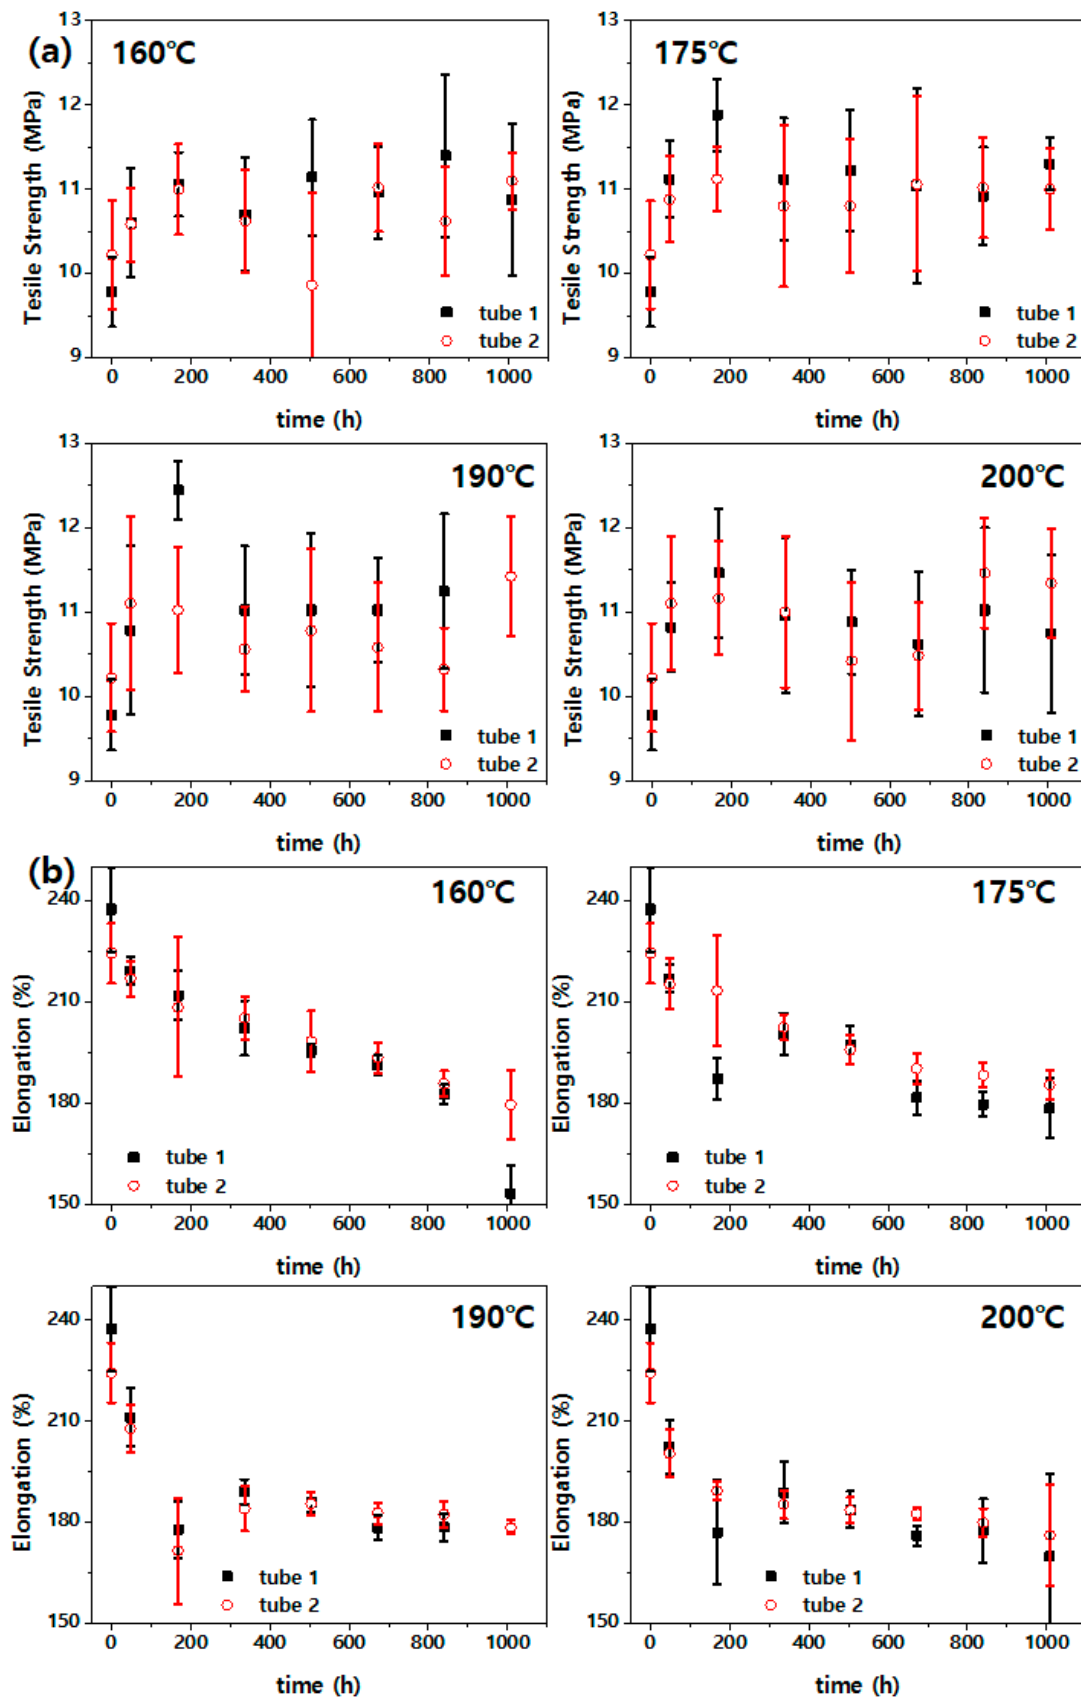 (a)
160℃
Tesile Strength (MPa)
13
12
11
10
9
tube 1
tube 2
0 200 400 600 800 1000
time (h)
175℃
Tesile Strength (MPa)
13
12
11
10
9
tube 1
tube 2
0 200 400 600 800 1000
time (h)
190℃
Tesile Strength (MPa)
13
12
11
10
9
tube 1
tube 2
0 200 400 600 800 1000
time (h)
200℃
Tesile Strength (MPa)
13
12
11
10
9
tube 1
tube 2
0 200 400 600 800 1000
time (h)
(b)
160℃
Elongation (%)
240
210
180
150
tube 1
tube 2
0 200 400 600 800 1000
time (h)
175℃
Elongation (%)
240
210
180
150
tube 1
tube 2
0 200 400 600 800 1000
time (h)
190℃
Elongation (%)
240
210
180
150
tube 1
tube 2
0 200 400 600 800 1000
time (h)
200℃
Elongation (%)
240
210
180
150
tube 1
tube 2
0 200 400 600 800 1000
time (h)